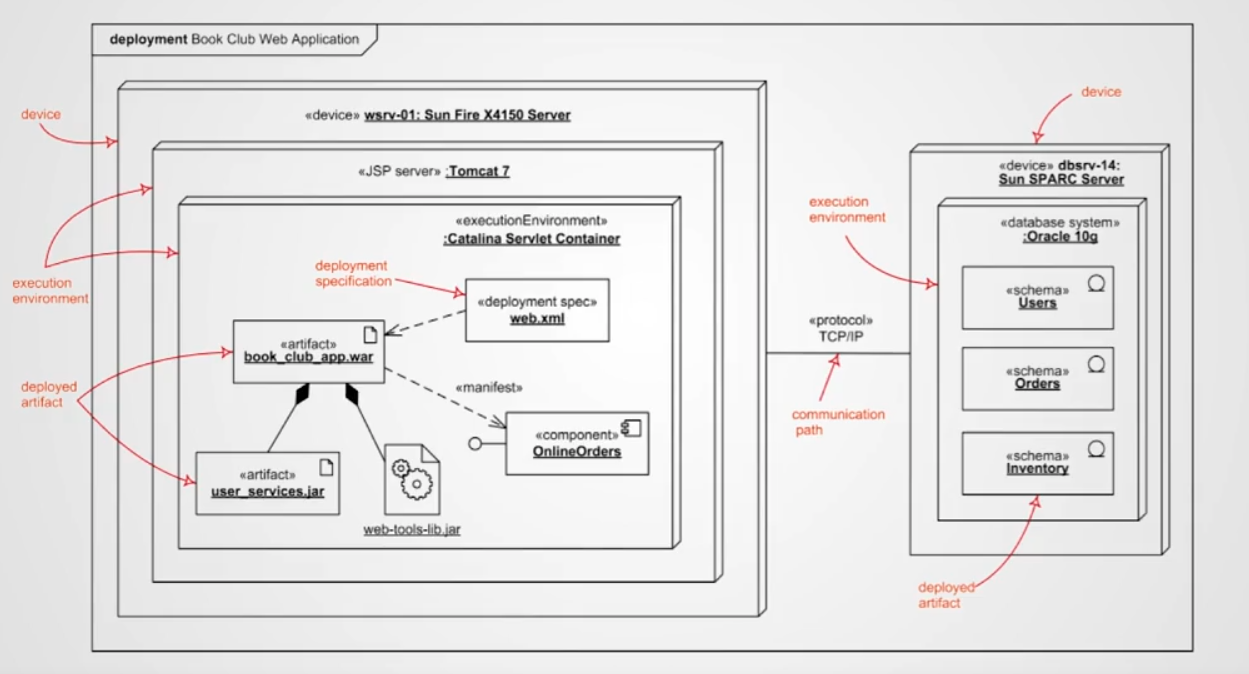 deployment Book Club Web Application
device
«device» wsrv-01: Sun Fire X4150 Server
«JSP server» :Tomcat 7
«executionEnvironment»
:Catalina Servlet Container
execution
environment
deployment
specification
«deployment spec»
web.xml
«artifact»
book_club_app.war
«manifest»
deployed
artifact
«component»
OnlineOrders
«artifact»
user_services.jar
web-tools-lib.jar
«protocol»
TCP/IP
communication
path
device
«device» dbsrv-14:
Sun SPARC Server
execution
environment
«database system»
:Oracle 10g
«schema»
Users
«schema»
Orders
«schema»
Inventory
deployed
artifact